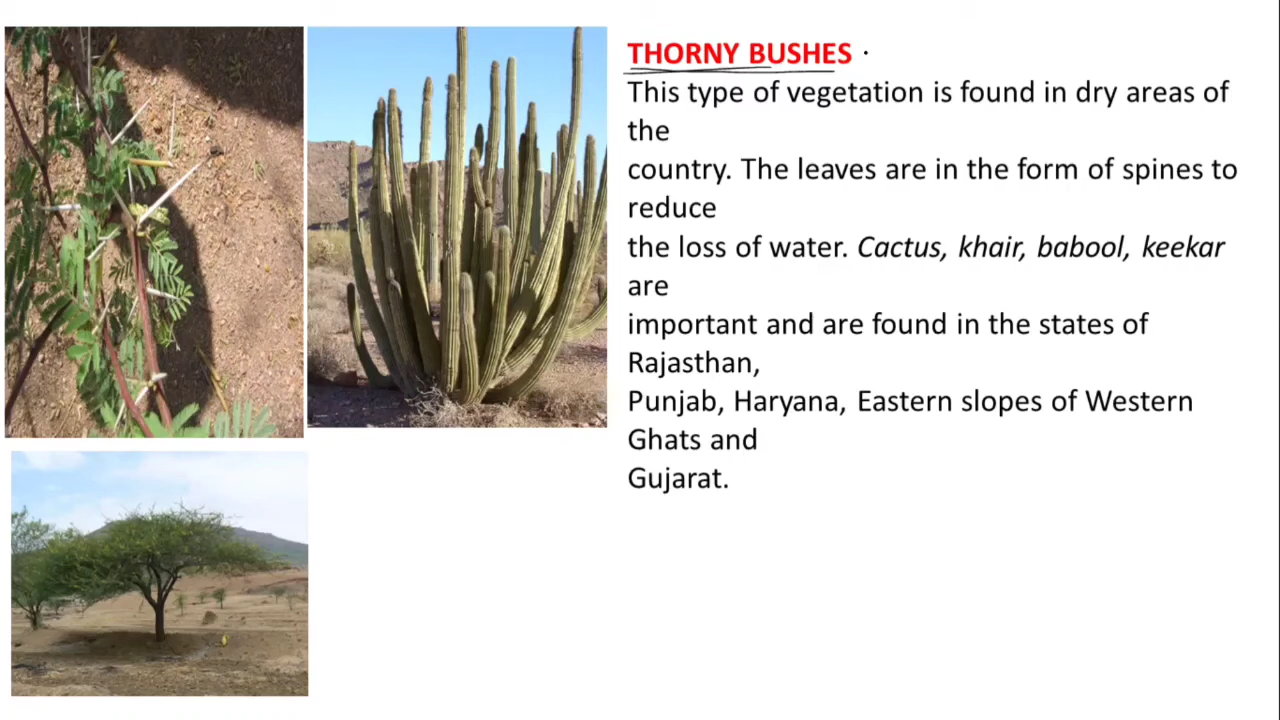 THORNY BUSHES
This type of vegetation is found in dry areas of
the
country. The leaves are in the form of spines to
reduce
the loss of water. Cactus, khair, babool, keekar
are
important and are found in the states of
Rajasthan,
Punjab, Haryana, Eastern slopes of Western
Ghats and
Gujarat.